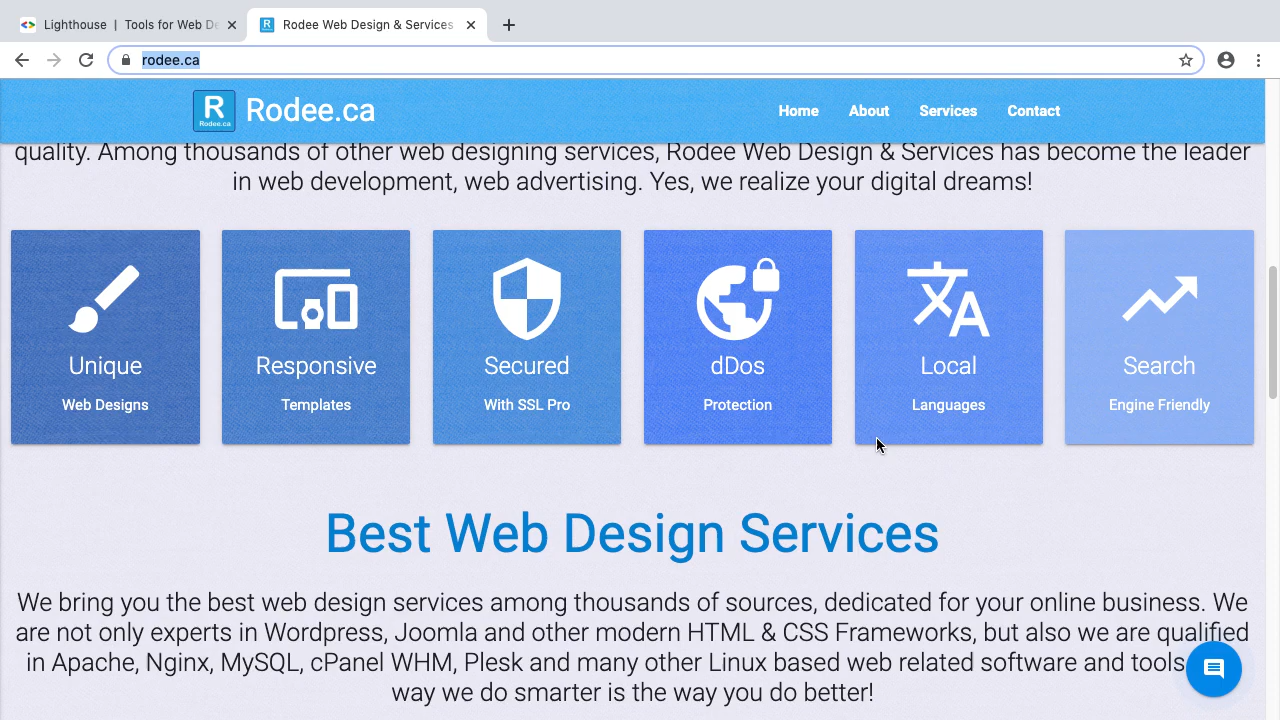 Lighthouse | Tools for Web De
Rodee Web Design & Services
rodee.ca
R
Rodee.ca
Rodee.ca
Home About Services Contact
quality. Among thousands of other web designing services, Rodee Web Design & Services has become the leader
in web development, web advertising. Yes, we realize your digital dreams!
Unique
Web Designs
Responsive
Templates
Secured
With SSL Pro
dDos
Protection
Local
Languages
Search
Engine Friendly
Best Web Design Services
We bring you the best web design services among thousands of sources, dedicated for your online business. We
are not only experts in Wordpress, Joomla and other modern HTML & CSS Frameworks, but also we are qualified
in Apache, Nginx, MySQL, cPanel WHM, Plesk and many other Linux based web related software and tools
way we do smarter is the way you do better!